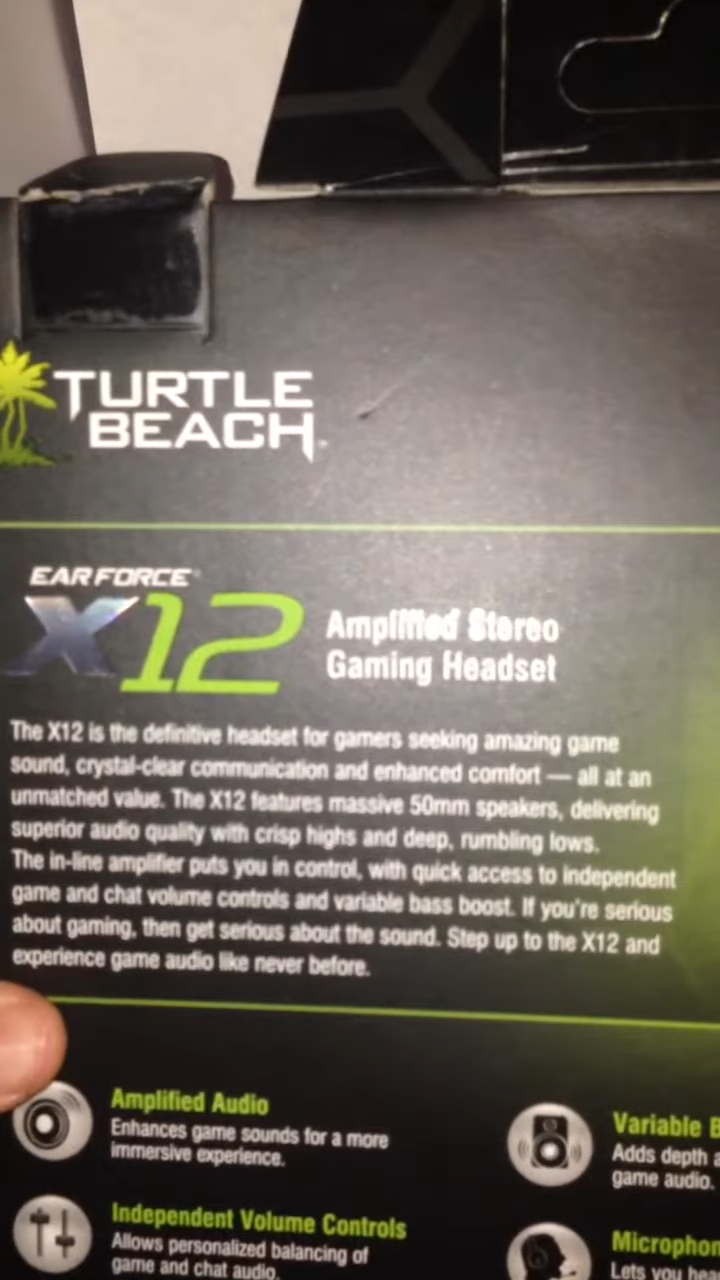 TURTLE
BEACH
EAR FORCE
X12
Amplified Stereo
Gaming Headset
The X12 is the definitive headset for gamers seeking amazing game
sound, crystal-clear communication and enhanced comfort — all at an
unmatched value. The X12 features massive 50mm speakers, delivering
superior audio quality with crisp highs and deep, rumbling lows.
The in-line amplifier puts you in control, with quick access to independent
game and chat volume controls and variable bass boost. If you're serious
about gaming, then get serious about the sound. Step up to the X12 and
experience game audio like never before.
Amplified Audio
Enhances game sounds for a more
immersive experience.
Independent Volume Controls
Allows personalized balancing of
game and chat audio.
Variable B
Adds depth a
game audio.
Microphon
Lets you hea